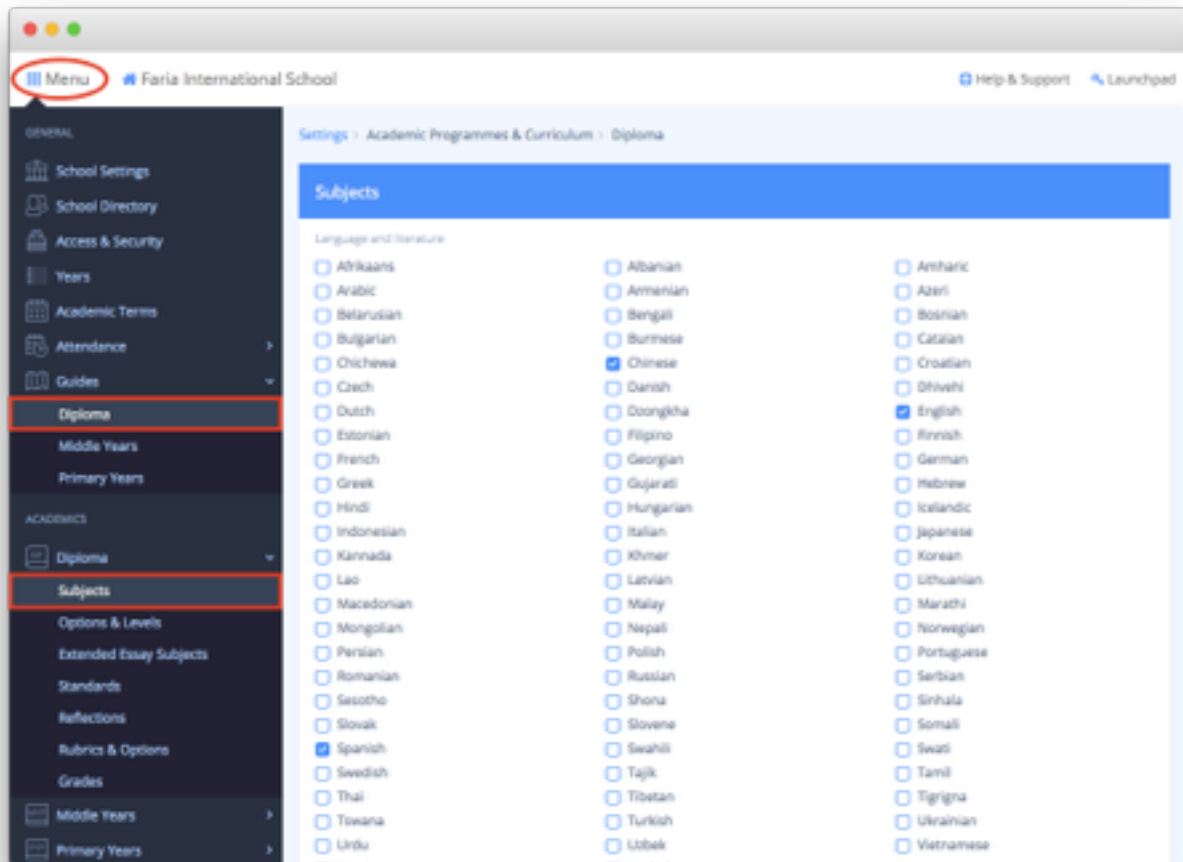 Menu Faria International School Help & Support Launchpad
GENERAL
School Settings
School Directory
Access & Security
Years
Academic Terms
Attendance
Guides
Diploma
Middle Years
Primary Years
ACADEMICS
Diploma
Subjects
Options & Levels
Extended Essay Subjects
Standards
Reflections
Rubrics & Options
Grades
Middle Years
Primary Years
Settings > Academic Programmes & Curriculum > Diploma
Subjects
Language and literature
Afrikaans Albanian Amharic
Arabic Armenian Azeri
Belarusian Bengali Bosnian
Bulgarian Burmese Catalan
Chichewa Chinese Croatian
Czech Danish Dhivehi
Dutch Dzongkha English
Estonian Filipino Finnish
French Georgian German
Greek Gujarati Hebrew
Hindi Hungarian Icelandic
Indonesian Italian Japanese
Kannada Khmer Korean
Lao Latvian Lithuanian
Macedonian Malay Marathi
Mongolian Nepali Norwegian
Persian Polish Portuguese
Romanian Russian Serbian
Sesotho Shona Sinhala
Slovak Slovene Somali
Spanish Swahili Swati
Swedish Tajik Tamil
Thai Tibetan Tigrigna
Tswana Turkish Ukrainian
Urdu Uzbek Vietnamese